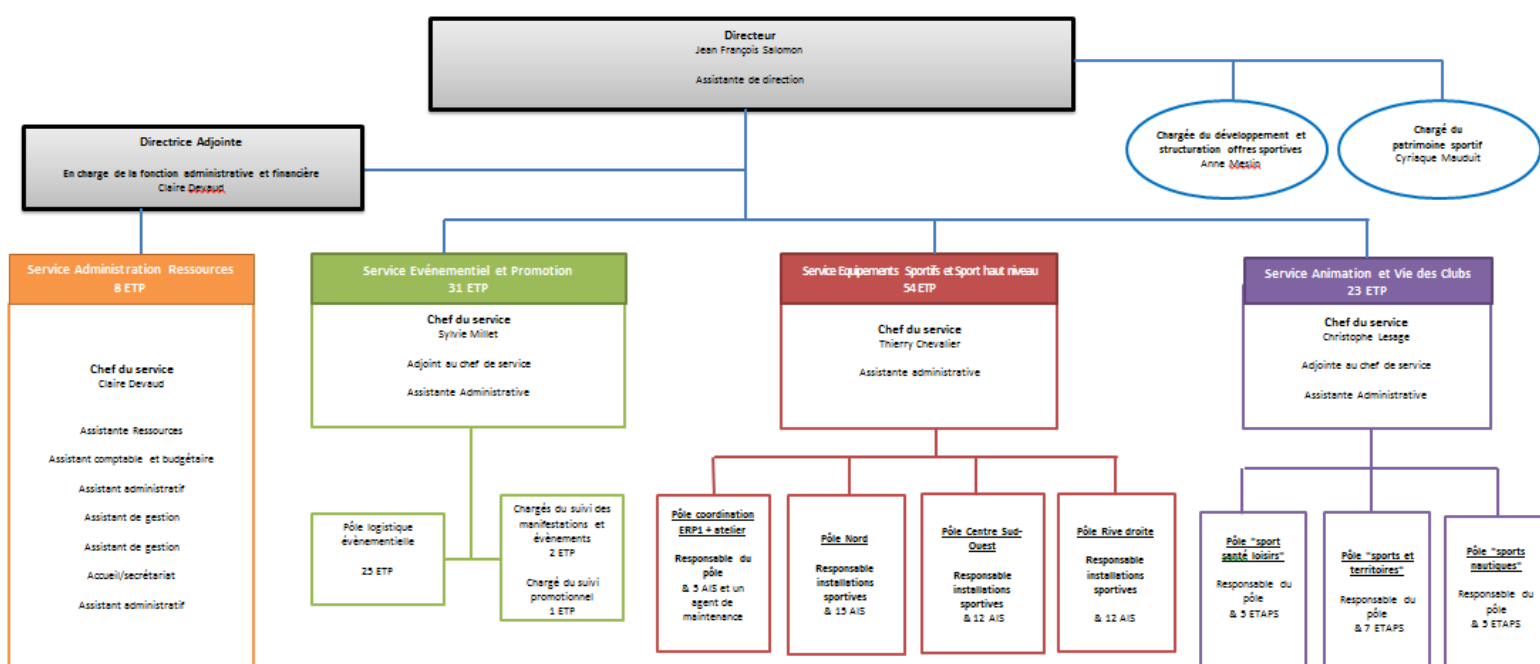 Directeur
Jean François Salomon
Assistante de direction
Directrice Adjointe
En charge de la fonction administrative et financière
Claire Devaud
Chargée du développement et
structuration offres sportives
Anne Meslin
Chargé du
patrimoine sportif
Cyriaque Mauduit
Service Administration Ressources
8 ETP
Chef du service
Claire Devaud
Assistante Ressources
Assistant comptable et budgétaire
Assistant administratif
Assistant de gestion
Assistant de gestion
Accueil/secrétariat
Assistant administratif
Service Evénementiel et Promotion
31 ETP
Chef du service
Sylvie Millet
Adjoint au chef de service
Assistante Administrative
Pôle logistique
évènementielle
25 ETP
Chargés du suivi des
manifestations et
évènements
2 ETP
Chargé du suivi
promotionnel
1 ETP
Service Equipements Sportifs et Sport haut niveau
54 ETP
Chef du service
Thierry Chevalier
Assistante administrative
Pôle coordination
ERP1 + atelier
Responsable du
pôle
& 5 AIS et un
agent de
maintenance
Pôle Nord
Responsable
installations
sportives
& 15 AIS
Pôle Centre Sud-
Ouest
Responsable
installations
sportives
& 12 AIS
Pôle Rive droite
Responsable
installations
sportives
& 12 AIS
Service Animation et Vie des Clubs
23 ETP
Chef du service
Christophe Lesage
Adjointe au chef de service
Assistante Administrative
Pôle "sport
santé loisirs"
Responsable du
pôle
& 5 ETAPS
Pôle "sports et
territoires"
Responsable du
pôle
& 7 ETAPS
Pôle "sports
nautiques"
Responsable du
pôle
& 5 ETAPS